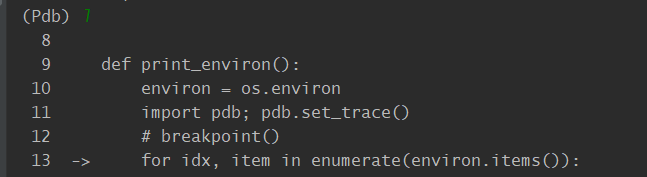 (Pdb) l
8
9 def print_environ():
10 environ = os.environ
11 import pdb; pdb.set_trace()
12 # breakpoint()
13 -> for idx, item in enumerate(environ.items()):